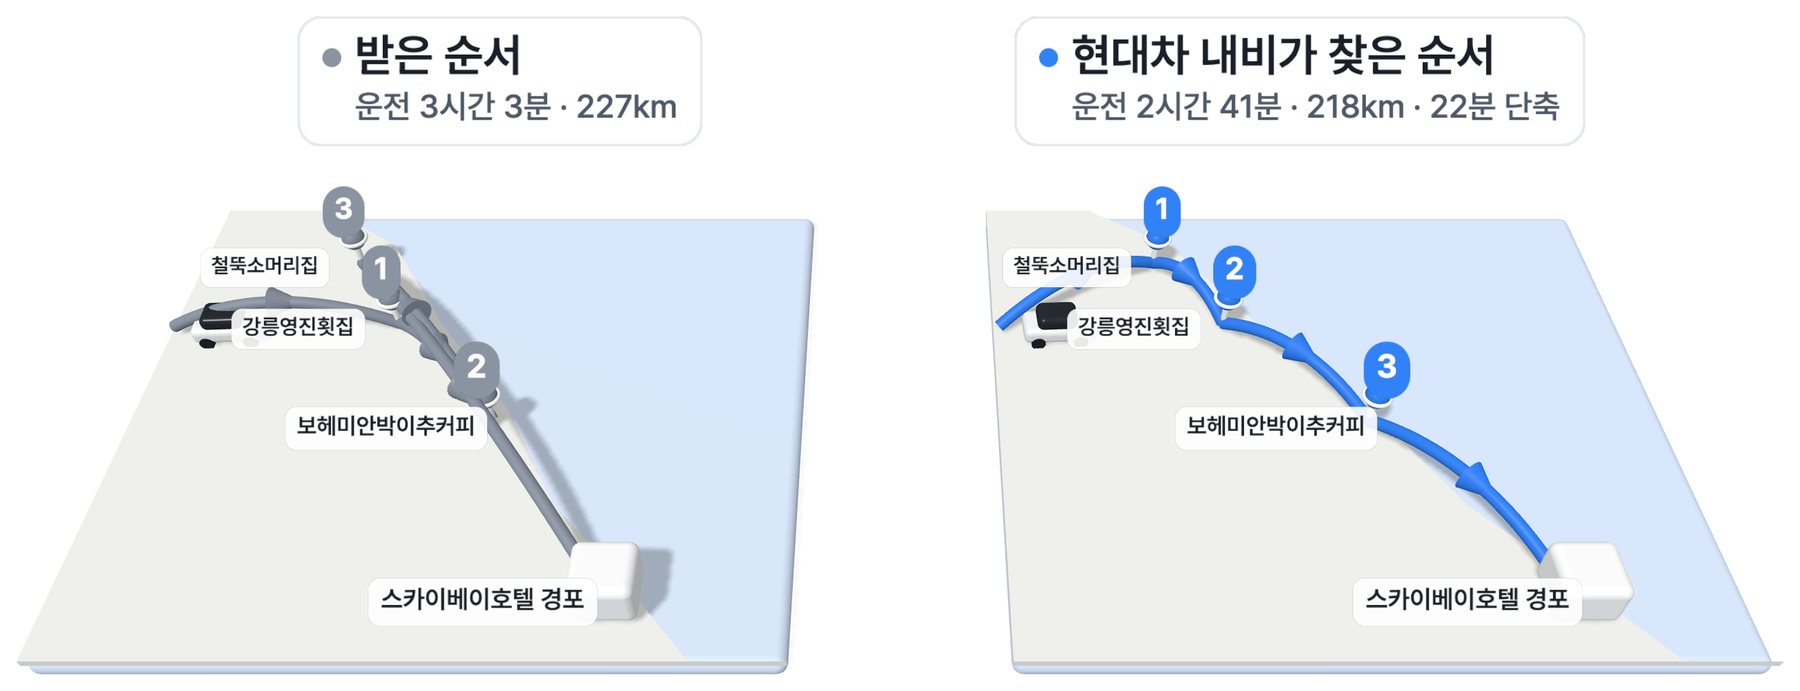 받은 순서
운전 3시간 3분 · 227km
3
철뚝소머리집
1
강릉영진횟집
2
보헤미안박이추커피
스카이베이호텔 경포
현대차 내비가 찾은 순서
운전 2시간 41분 · 218km · 22분 단축
1
철뚝소머리집
2
강릉영진횟집
3
보헤미안박이추커피
스카이베이호텔 경포